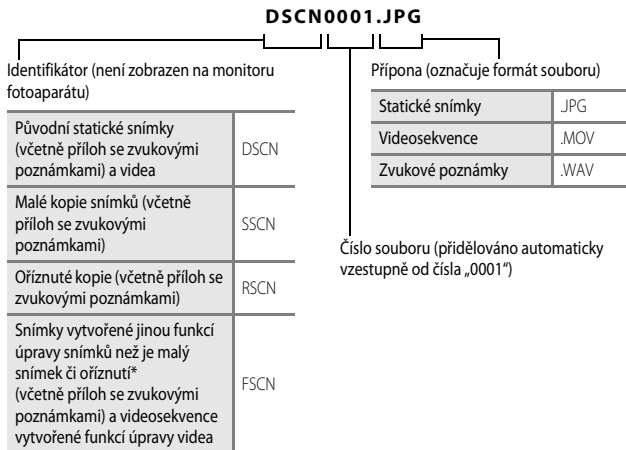 DSCN0001.JPG
Identifikátor (není zobrazen na monitoru
fotoaparátu)
Původní statické snímky
(včetně příloh se zvukovými
poznámkami) a videa
DSCN
Malé kopie snímků (včetně
příloh se zvukovými
poznámkami)
SSCN
Oříznuté kopie (včetně příloh se
zvukovými poznámkami)
RSCN
Snímky vytvořené jinou funkcí
úpravy snímků než je malý
snímek či oříznutí*
(včetně příloh se zvukovými
poznámkami) a videosekvence
vytvořené funkcí úpravy videa
FSCN
Přípona (označuje formát souboru)
Statické snímky .JPG
Videosekvence .MOV
Zvukové poznámky .WAV
Číslo souboru (přidělováno automaticky
vzestupně od čísla „0001“)